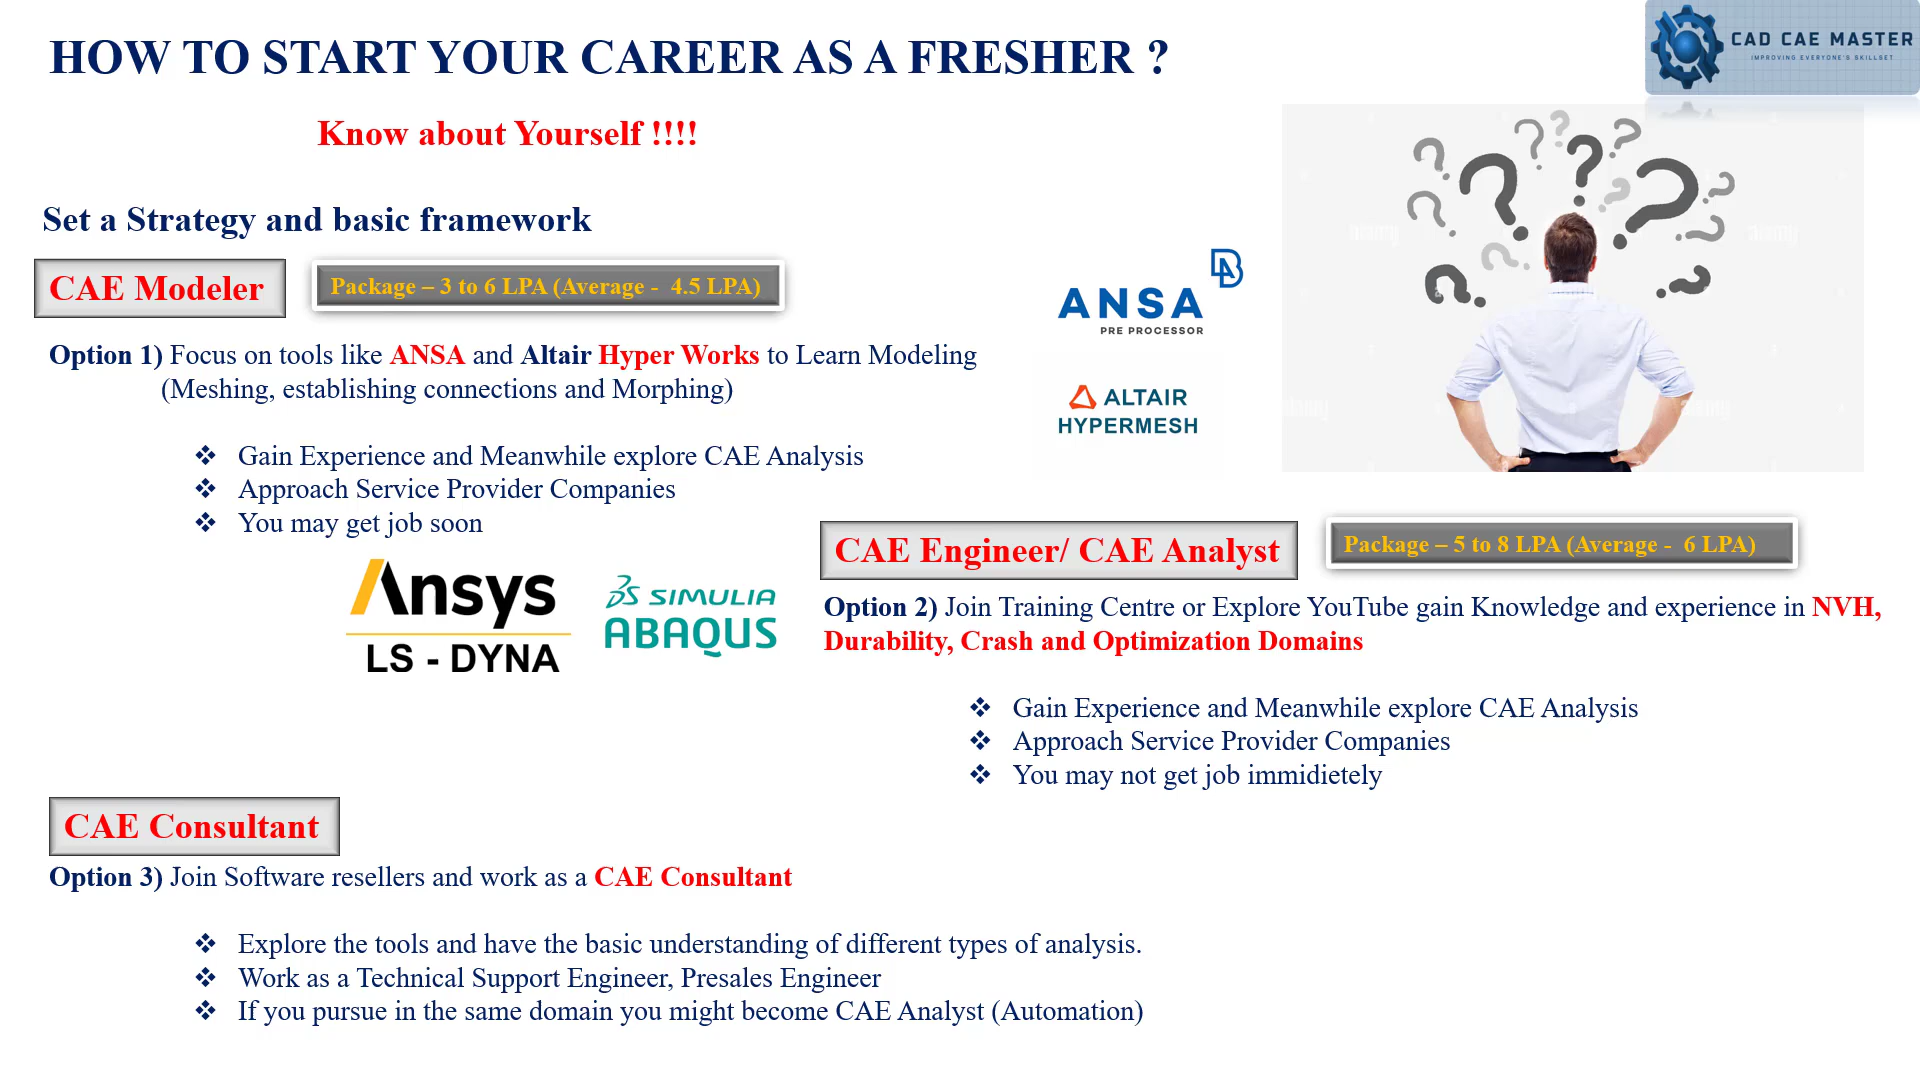 HOW TO START YOUR CAREER AS A FRESHER ?
CAD CAE MASTER
IMPROVING EVERYONE'S SKILLSET
Know about Yourself !!!!
Set a Strategy and basic framework
CAE Modeler
Package – 3 to 6 LPA (Average - 4.5 LPA)
ANSA
PRE PROCESSOR
Option 1) Focus on tools like ANSA and Altair Hyper Works to Learn Modeling
(Meshing, establishing connections and Morphing)
ALTAIR
HYPERMESH
❖ Gain Experience and Meanwhile explore CAE Analysis
❖ Approach Service Provider Companies
❖ You may get job soon
Ansys
LS - DYNA
SIMULIA
ABAQUS
CAE Engineer/ CAE Analyst
Package – 5 to 8 LPA (Average - 6 LPA)
Option 2) Join Training Centre or Explore YouTube gain Knowledge and experience in NVH,
Durability, Crash and Optimization Domains
❖ Gain Experience and Meanwhile explore CAE Analysis
❖ Approach Service Provider Companies
❖ You may not get job immidietely
CAE Consultant
Option 3) Join Software resellers and work as a CAE Consultant
❖ Explore the tools and have the basic understanding of different types of analysis.
❖ Work as a Technical Support Engineer, Presales Engineer
❖ If you pursue in the same domain you might become CAE Analyst (Automation)